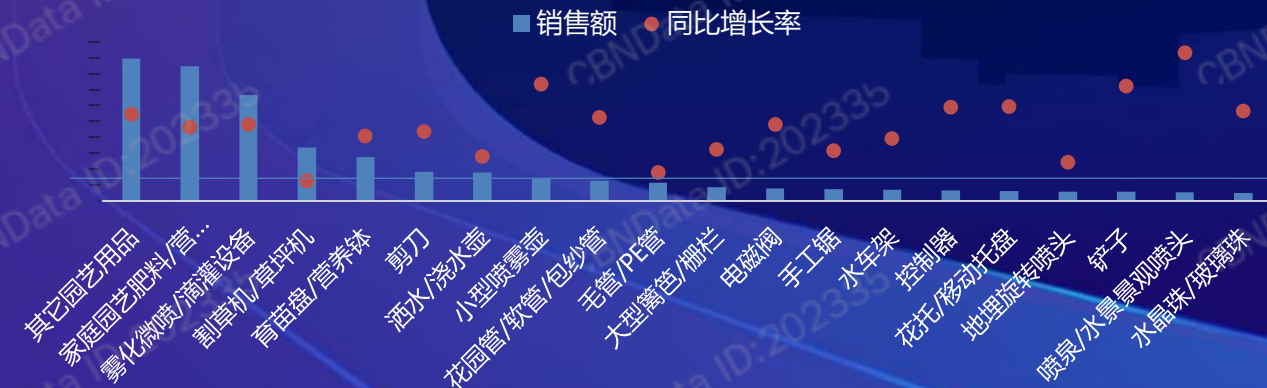 销售额 同比增长率
其它园艺用品
家庭园艺肥料/营...
雾化微喷/滴灌设备
割草机/草坪机
育苗盘/营养钵
剪刀
洒水/浇水壶
小型喷雾壶
花园管/软管/包纱管
毛管/PE管
大型篱笆/栅栏
电磁阀
手工锯
水车架
控制器
花托/移动托盘
地埋旋转喷头
铲子
喷泉/水景景观喷头
水晶珠/玻璃珠
CBNData ID:202335